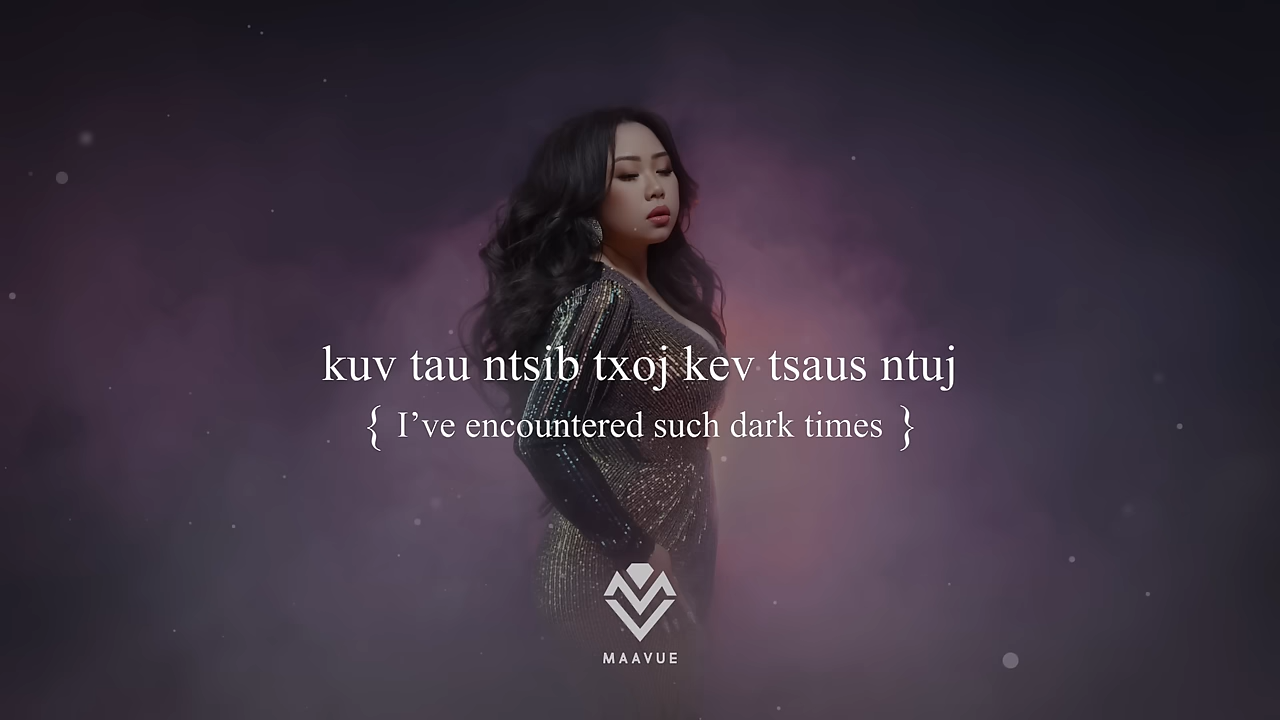 kuv tau ntsib txoj kev tsaus ntuj
{ I’ve encountered such dark times }
MAAVUE